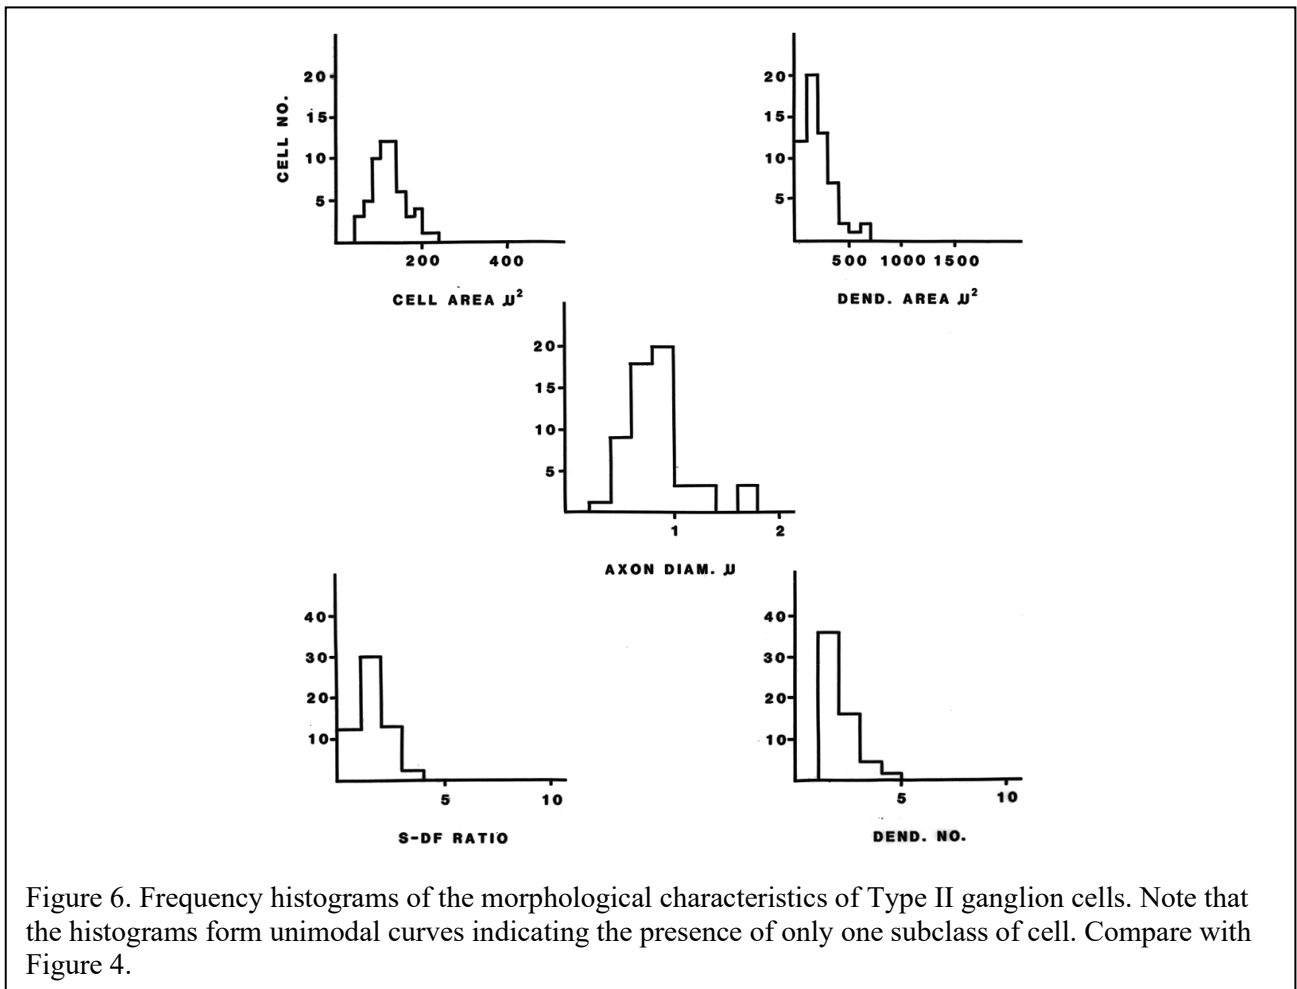 20
15
10
5
CELL NO.
200 400
CELL AREA µ²
20
15
10
5
500 1000 1500
DEND. AREA µ²
20
15
10
5
1 2
AXON DIAM. µ
40
30
20
10
5 10
S-DF RATIO
40
30
20
10
5 10
DEND. NO.
Figure 6. Frequency histograms of the morphological characteristics of Type II ganglion cells. Note that
the histograms form unimodal curves indicating the presence of only one subclass of cell. Compare with
Figure 4.